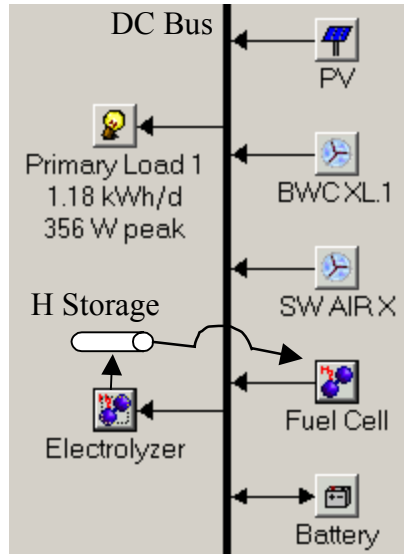 DC Bus
PV
Primary Load 1
1.18 kWh/d
356 W peak
BWC XL.1
SW AIR X
H Storage
Electrolyzer
Fuel Cell
Battery